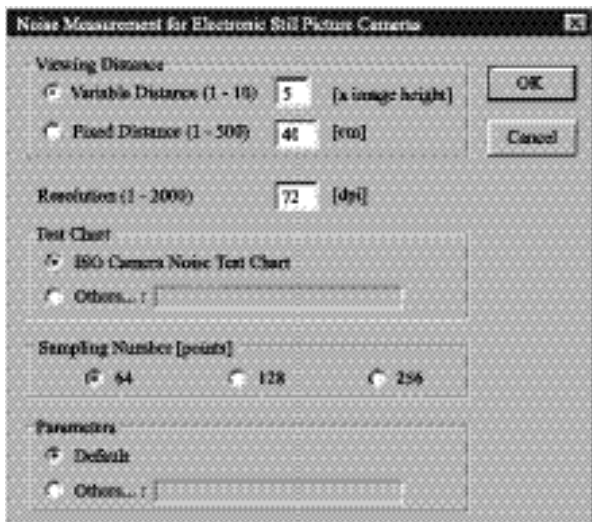 Noise Measurement for Electronic Still Picture Cameras
Viewing Distance
Variable Distance (1 - 10) 5 [x image height]
OK
Fixed Distance (1 - 500) 40 [cm]
Cancel
Resolution (1 - 2000) 72 [dpi]
Test Chart
ISO Camera Noise Test Chart
Others... :
Sampling Number [points]
64 128 256
Parameters
Default
Others... :